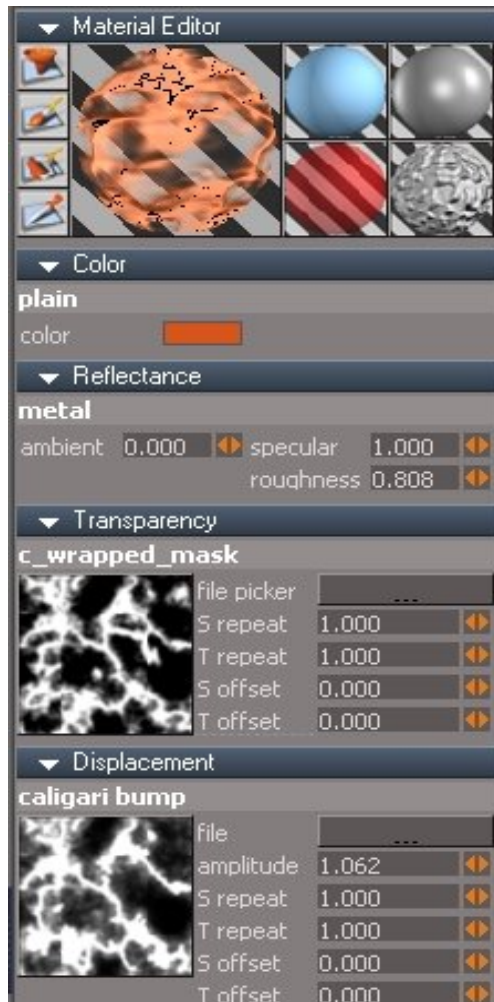 Material Editor
Color
plain
color
Reflectance
metal
ambient 0.000 specular 1.000
roughness 0.808
Transparency
c_wrapped_mask
file picker ...
S repeat 1.000
T repeat 1.000
S offset 0.000
T offset 0.000
Displacement
caligari bump
file ...
amplitude 1.062
S repeat 1.000
T repeat 1.000
S offset 0.000
T offset 0.000